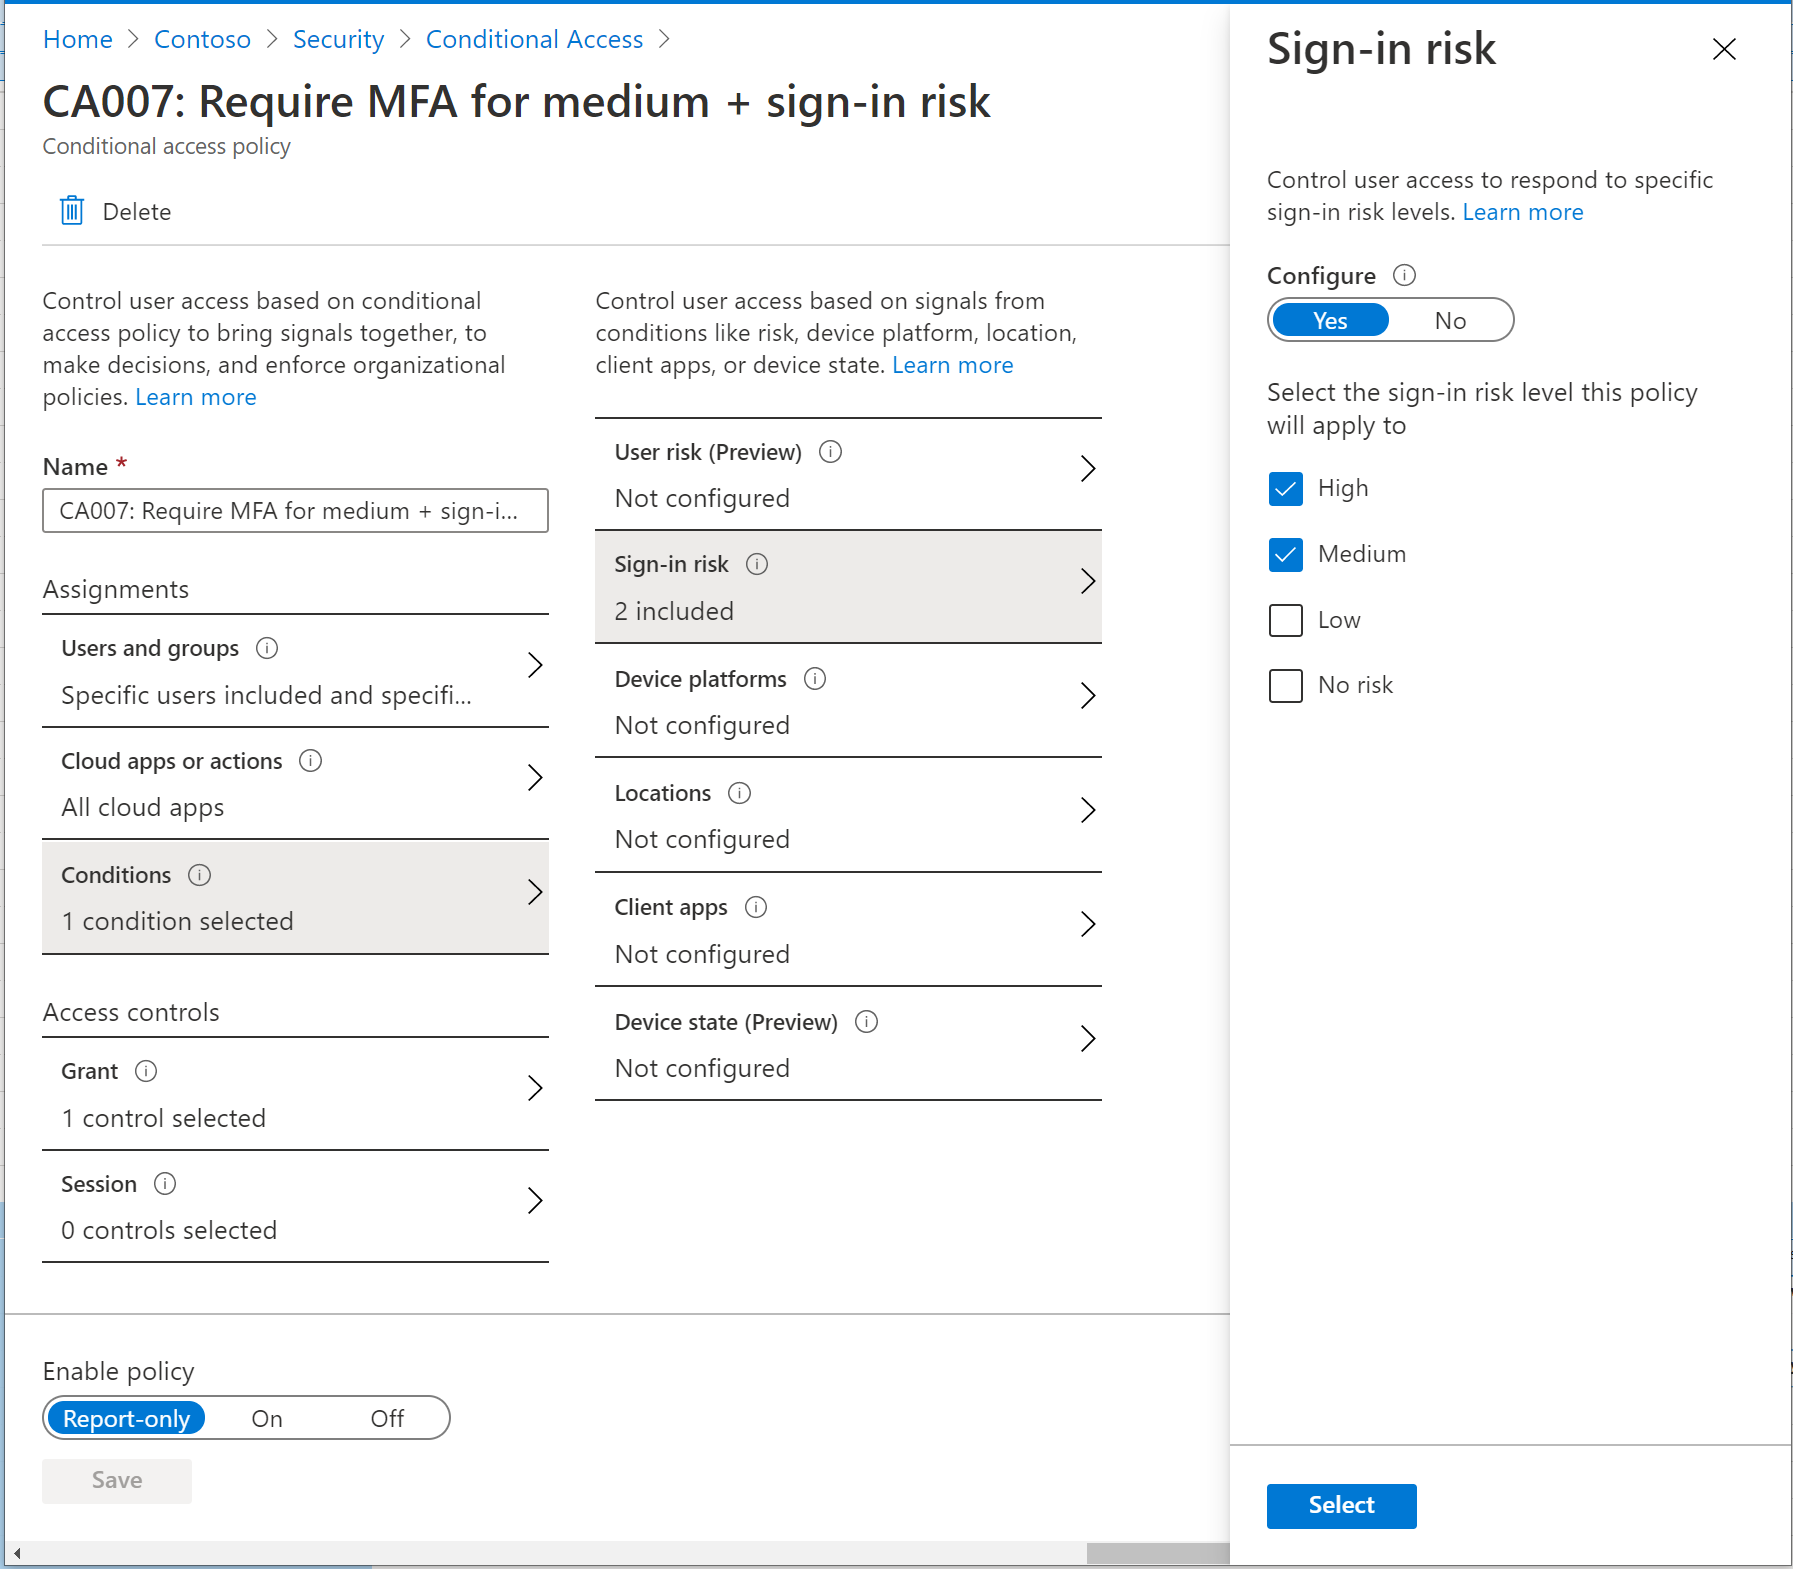 Home > Contoso > Security > Conditional Access >
CA007: Require MFA for medium + sign-in risk
Conditional access policy
Delete
Control user access based on conditional
access policy to bring signals together, to
make decisions, and enforce organizational
policies. Learn more
Name *
CA007: Require MFA for medium + sign-i...
Assignments
Users and groups
Specific users included and specifi...
Cloud apps or actions
All cloud apps
Conditions
1 condition selected
Access controls
Grant
1 control selected
Session
0 controls selected
Enable policy
Report-only On Off
Save
Control user access based on signals from
conditions like risk, device platform, location,
client apps, or device state. Learn more
User risk (Preview)
Not configured
Sign-in risk
2 included
Device platforms
Not configured
Locations
Not configured
Client apps
Not configured
Device state (Preview)
Not configured
Sign-in risk
Control user access to respond to specific
sign-in risk levels. Learn more
Configure
Yes No
Select the sign-in risk level this policy
will apply to
High
Medium
Low
No risk
Select